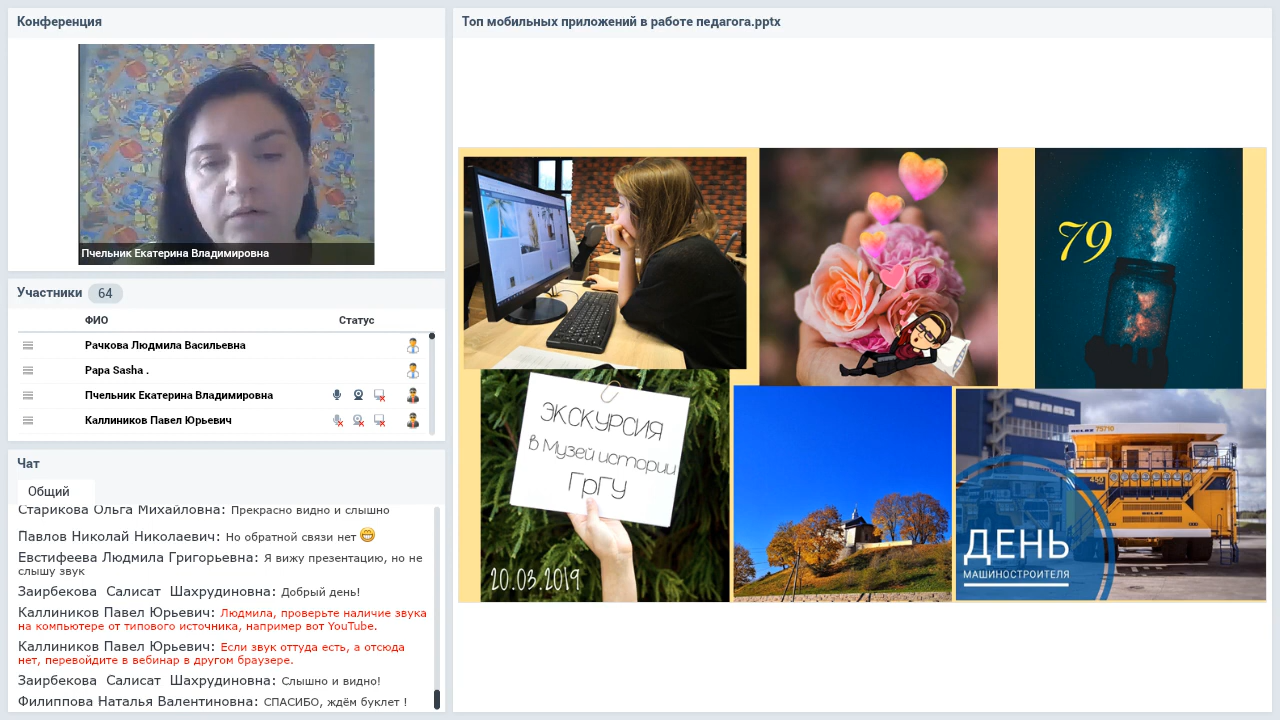 Конференция
Пчельник Екатерина Владимировна
Участники 64
ФИО Статус
Рачкова Людмила Васильевна
Papa Sasha .
Пчельник Екатерина Владимировна
Каллиников Павел Юрьевич
Чат
Общий
Старикова Ольга Михайловна: Прекрасно видно и слышно
Павлов Николай Николаевич: Но обратной связи нет
Евстифеева Людмила Григорьевна: Я вижу презентацию, но не
слышу звук
Заирбекова Салисат Шахрудиновна: Добрый день!
Каллиников Павел Юрьевич: Людмила, проверьте наличие звука
на компьютере от типового источника, например вот YouTube.
Каллиников Павел Юрьевич: Если звук оттуда есть, а отсюда
нет, перевойдите в вебинар в другом браузере.
Заирбекова Салисат Шахрудиновна: Слышно и видно!
Филиппова Наталья Валентиновна: СПАСИБО, ждём буклет !
Топ мобильных приложений в работе педагога.pptx
79
ЭКСКУРСИЯ
в Музей истории
ГрГУ
20.03.2019
BELAZ 75710
450
BELAZ
ДЕНЬ
МАШИНОСТРОИТЕЛЯ